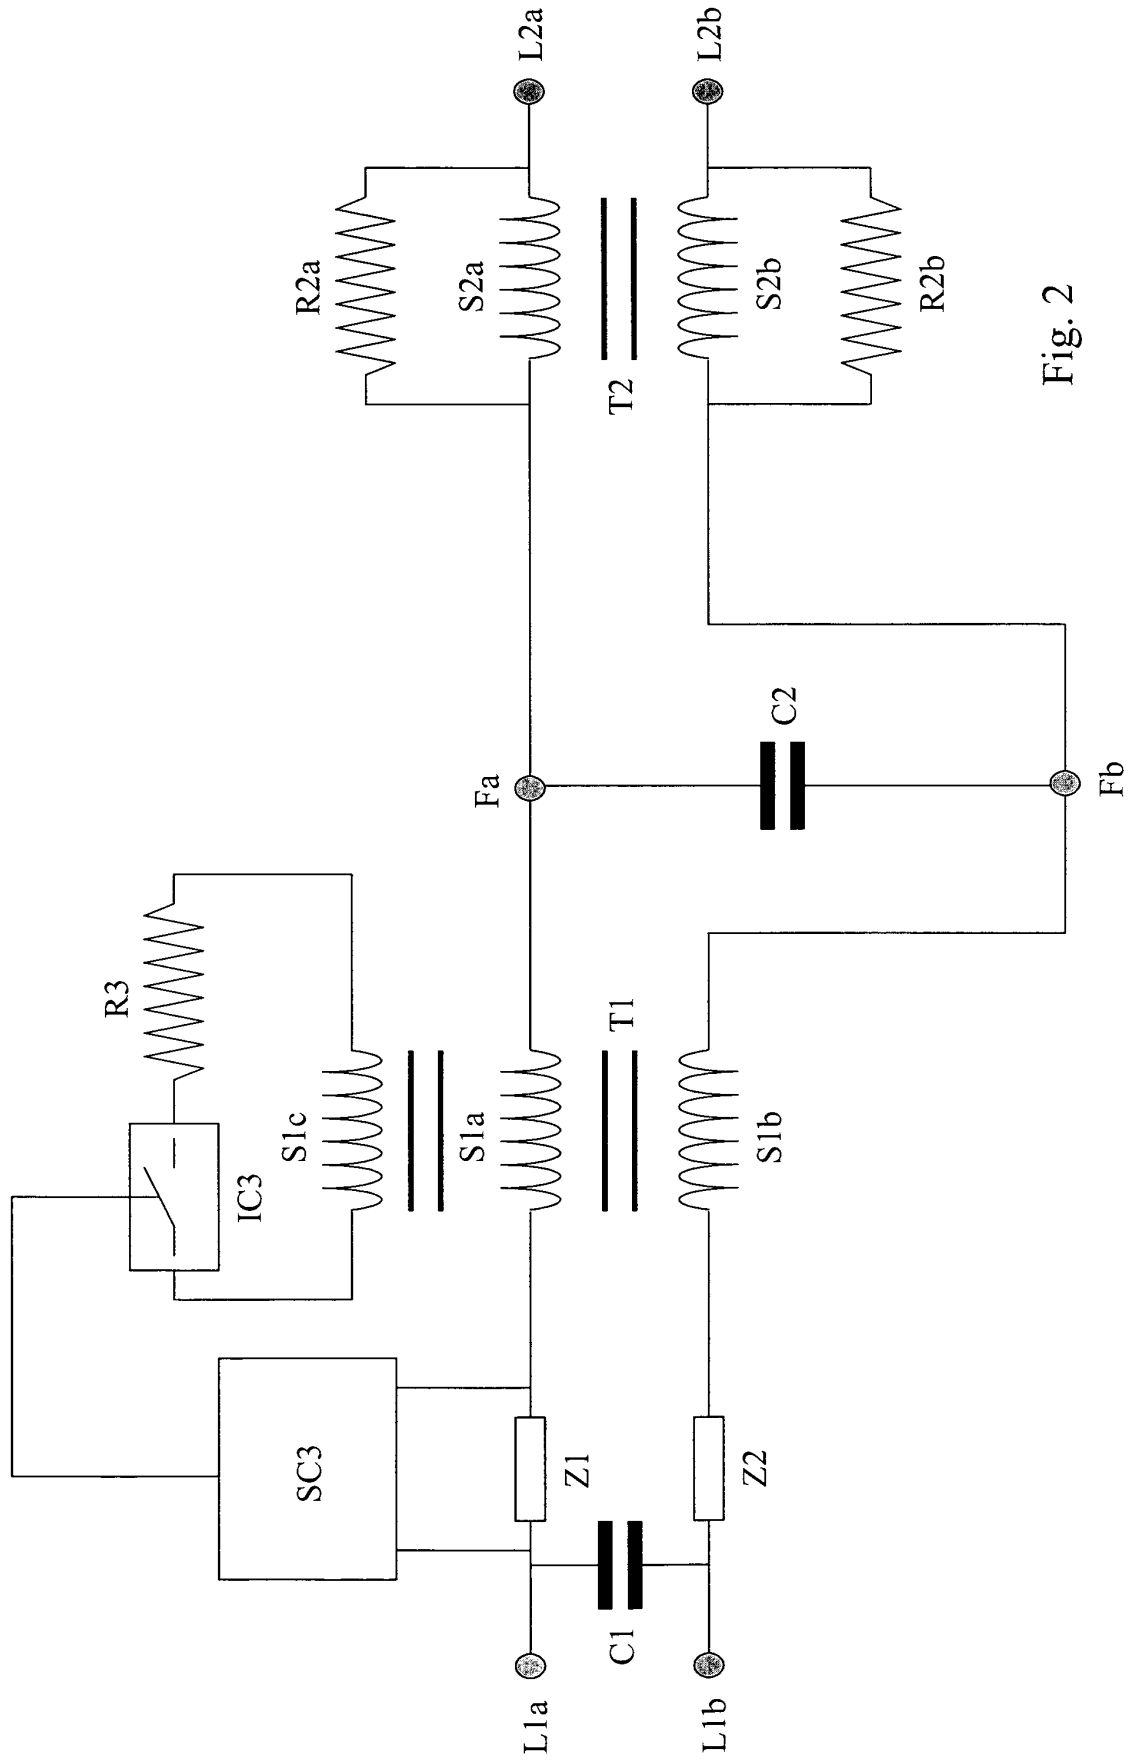 R3
IC3
SC3
S1c
R2a
S1a
Fa
S2a
L1a
Z1
L2a
C1
T1
T2
L1b
Z2
S1b
C2
S2b
L2b
R2b
Fb
Fig. 2